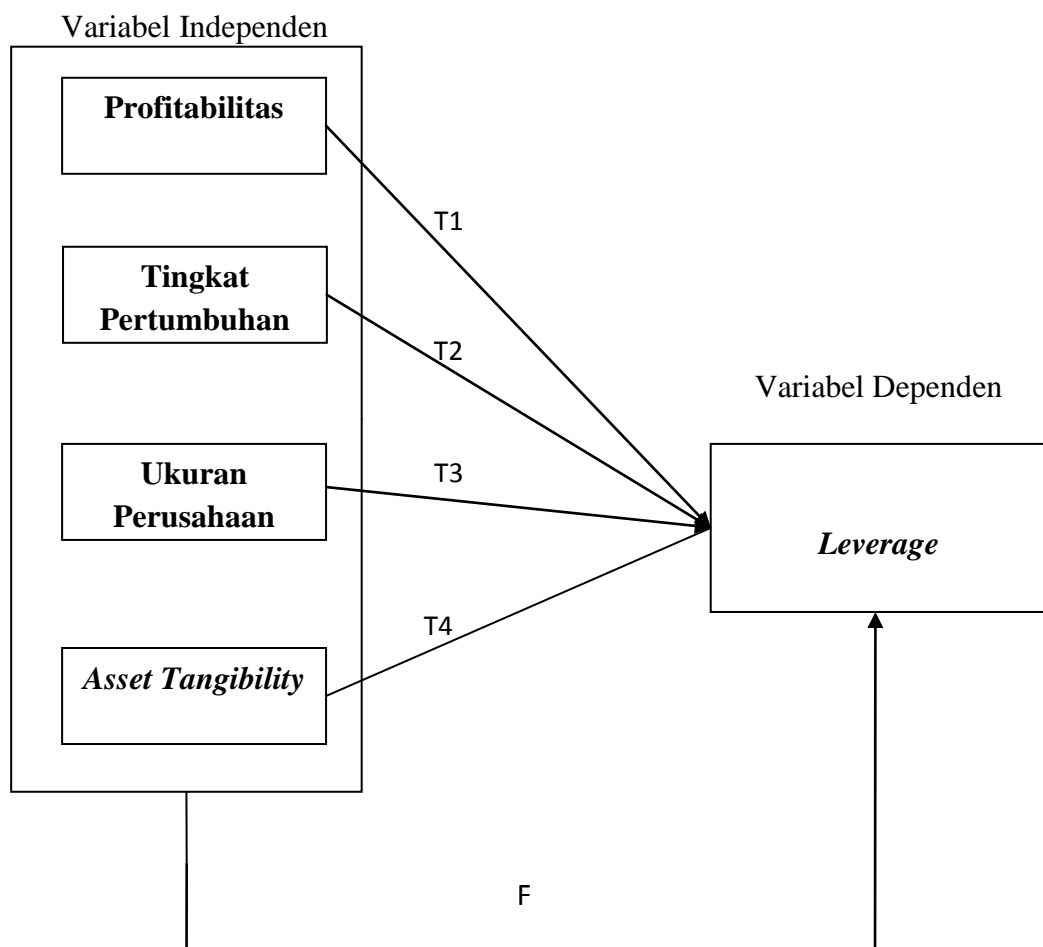 Variabel Independen
Profitabilitas
T1
Tingkat
Pertumbuhan
T2
Variabel Dependen
Ukuran
Perusahaan
T3
Leverage
T4
Asset Tangibility
F